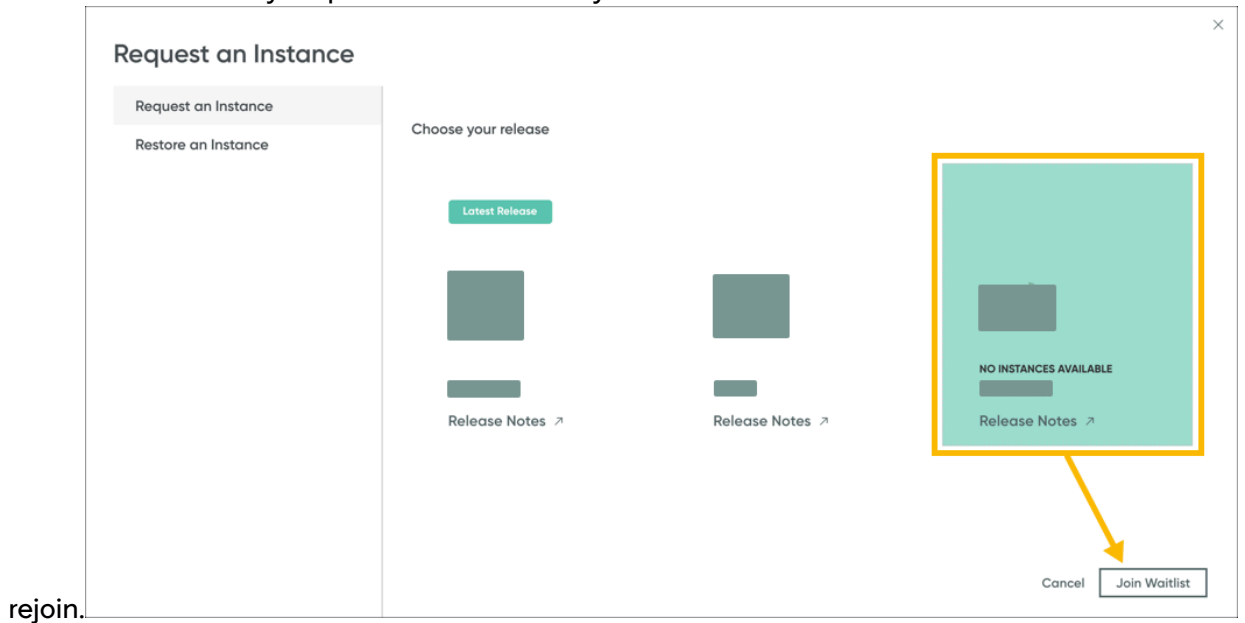 Request an Instance
Request an Instance
Restore an Instance
Choose your release
Latest Release
NO INSTANCES AVAILABLE
Release Notes ↗
Release Notes ↗
Release Notes ↗
Cancel
Join Waitlist
rejoin.